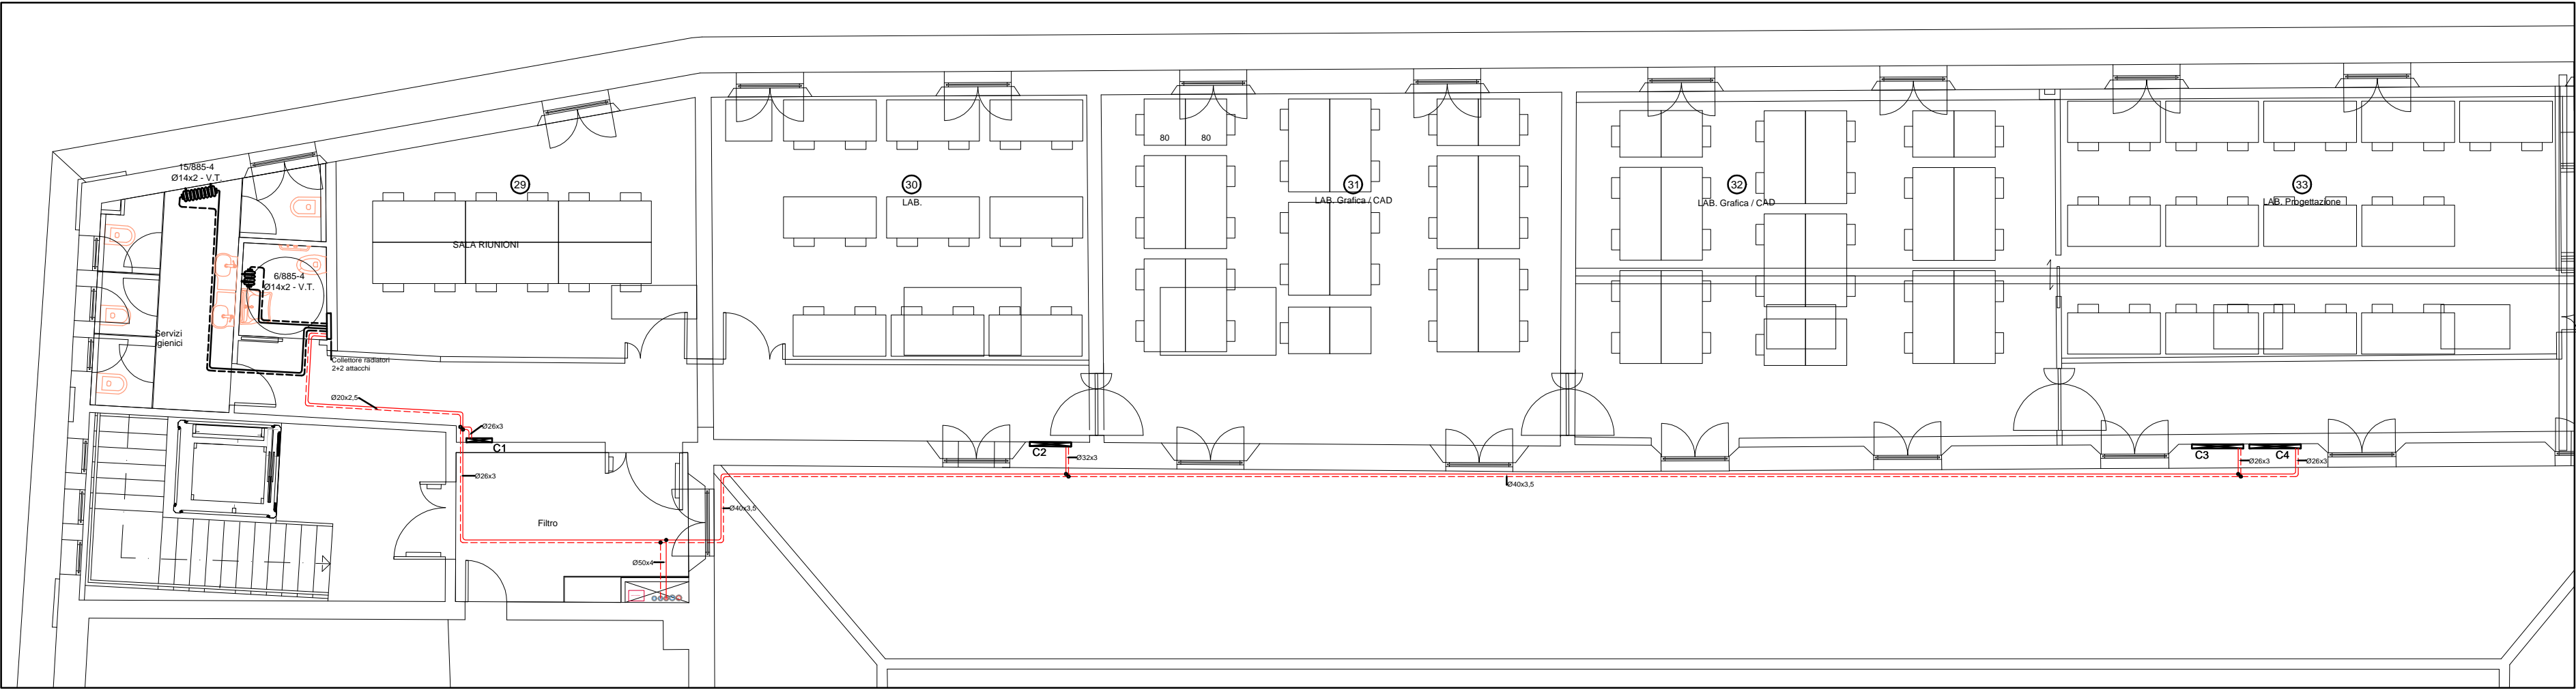 15/885-4
Ø14x2 - V.T.
29
SALA RIUNIONI
30
LAB.
80
80
31
LAB. Grafica / CAD
32
LAB. Grafica / CAD
33
LAB. Progettazione
6/885-4
Ø14x2 - V.T.
Servizi
igienici
Collettore radiatori
2+2 attacchi
Ø20x2,5
Ø26x3
C1
Ø26x3
C2
Ø32x3
Ø40x3,5
C3
Ø26x3
C4
Ø26x3
Filtro
Ø40x3,5
Ø50x4